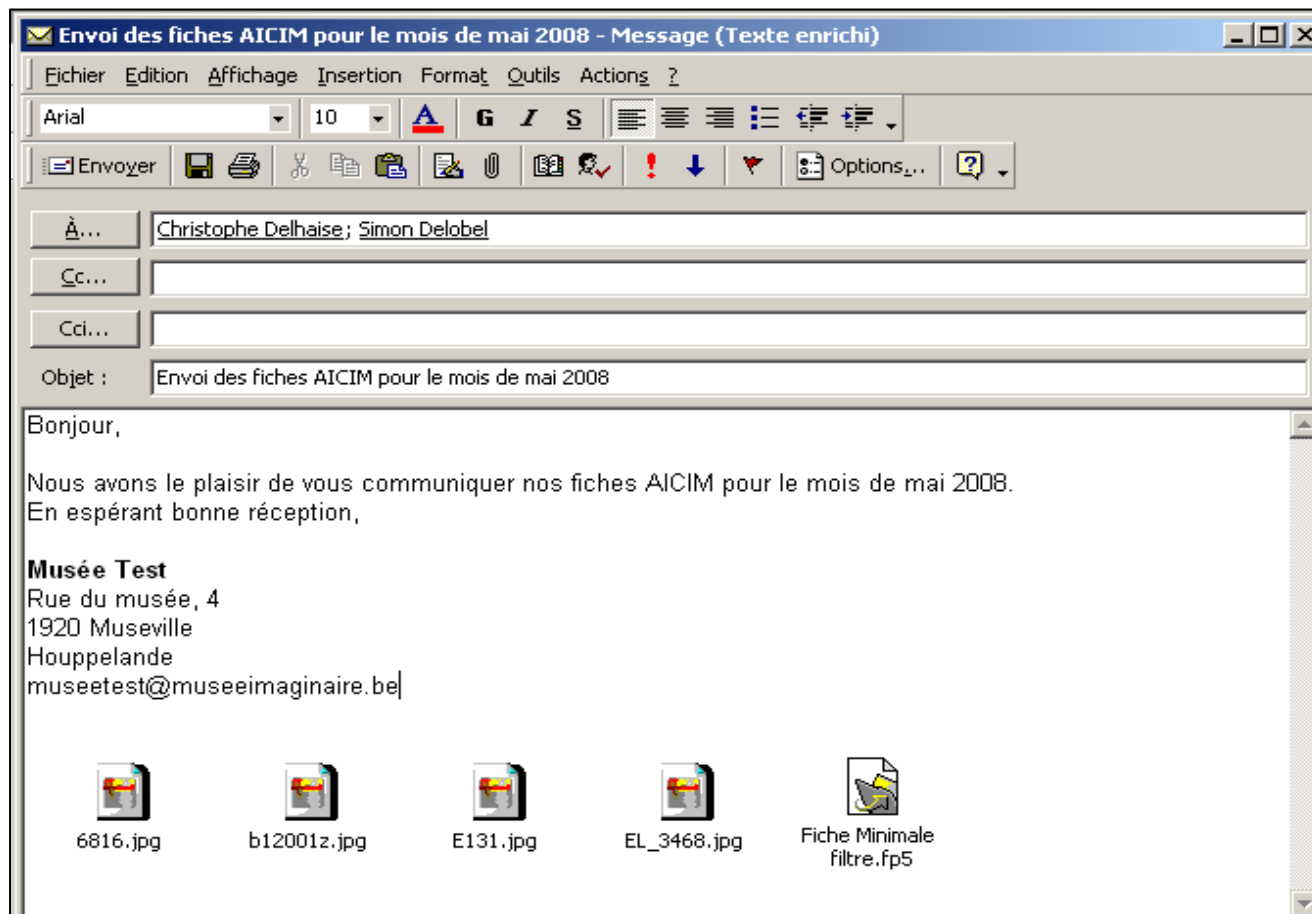 Envoi des fiches AICIM pour le mois de mai 2008 - Message (Texte enrichi)
Fichier Edition Affichage Insertion Format Outils Actions ?
Arial 10 A G I S
Envoyer Options...
À... Christophe Delhaise; Simon Delobel
Cc...
Cci...
Objet : Envoi des fiches AICIM pour le mois de mai 2008
Bonjour,
Nous avons le plaisir de vous communiquer nos fiches AICIM pour le mois de mai 2008.
En espérant bonne réception,
Musée Test
Rue du musée, 4
1920 Museville
Houppelande
museetest@museeimaginaire.be
6816.jpg b12001z.jpg E131.jpg EL_3468.jpg Fiche Minimale
filtre.fp5